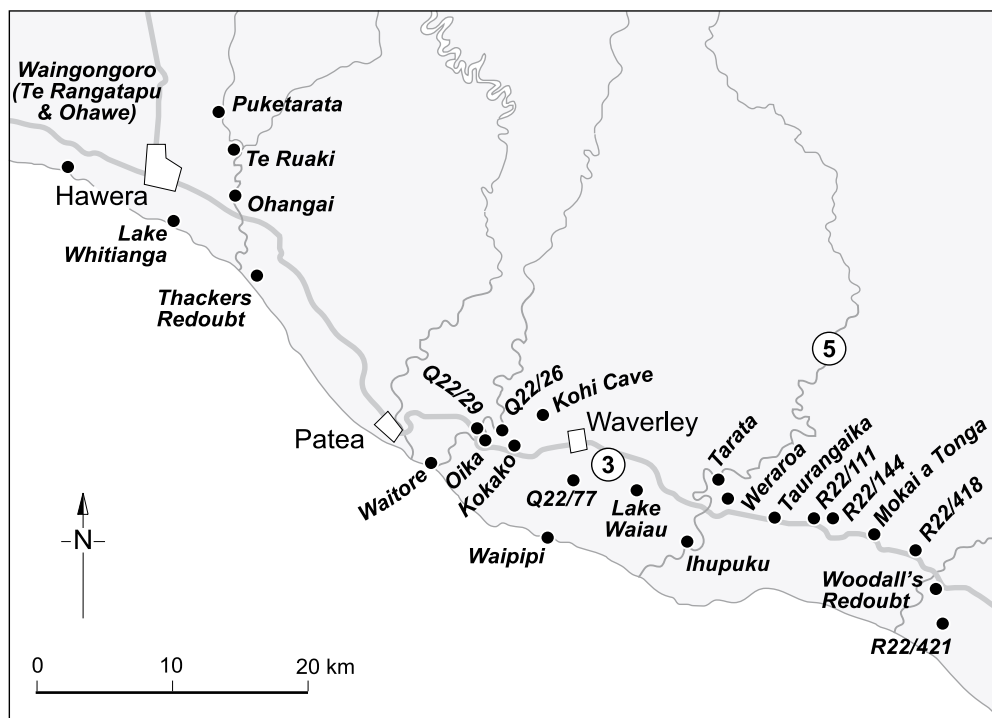 Waingongoro
(Te Rangatapu
& Ohawe)
Puketarata
Te Ruaki
Hawera
Ohangai
Lake
Whitianga
Thackers
Redoubt
5
Q22/29
Q22/26
Kohi Cave
Waverley
Patea
3
Waitore
Oika
Kokako
Q22/77
Lake
Waiau
Tarata
Weraroa
Taurangaika
R22/111
R22/144
Mokai a Tonga
R22/418
Waipipi
Ihupuku
Woodall's
Redoubt
R22/421
N
0 10 20 km